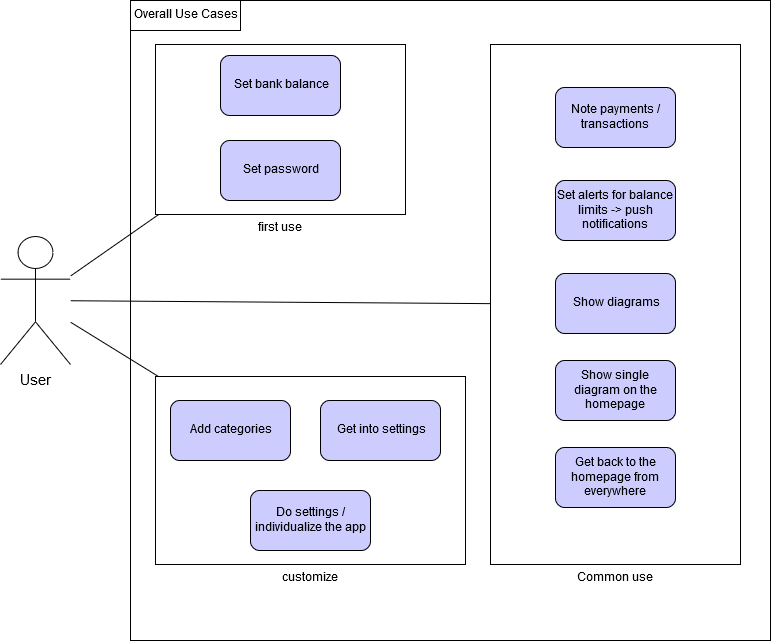 Overall Use Cases
Set bank balance
Set password
first use
Note payments /
transactions
Set alerts for balance
limits -> push
notifications
Show diagrams
Show single
diagram on the
homepage
Get back to the
homepage from
everywhere
Common use
User
Add categories
Get into settings
Do settings /
individualize the app
customize